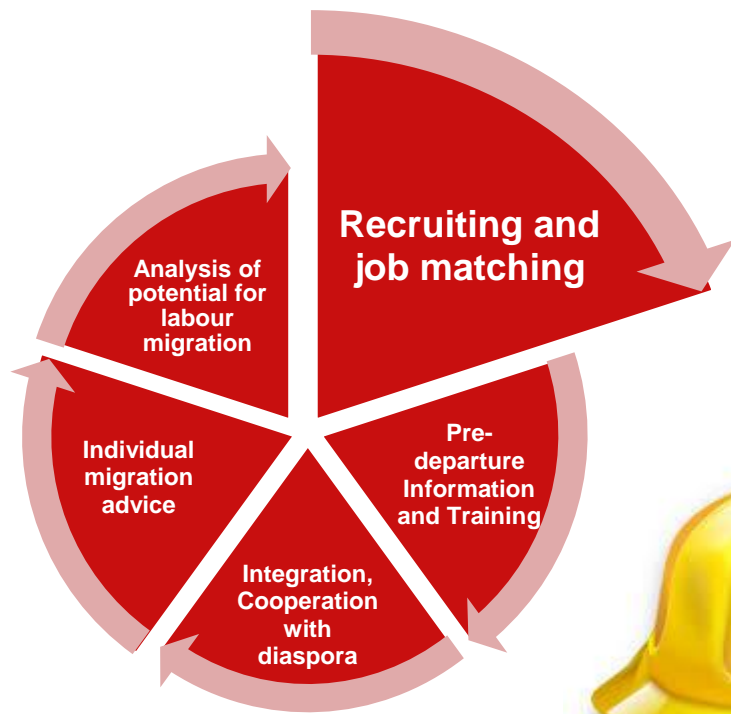 Recruiting and
job matching
Pre-
departure
Information
and Training
Integration,
Cooperation
with
diaspora
Individual
migration
advice
Analysis of
potential for
labour
migration